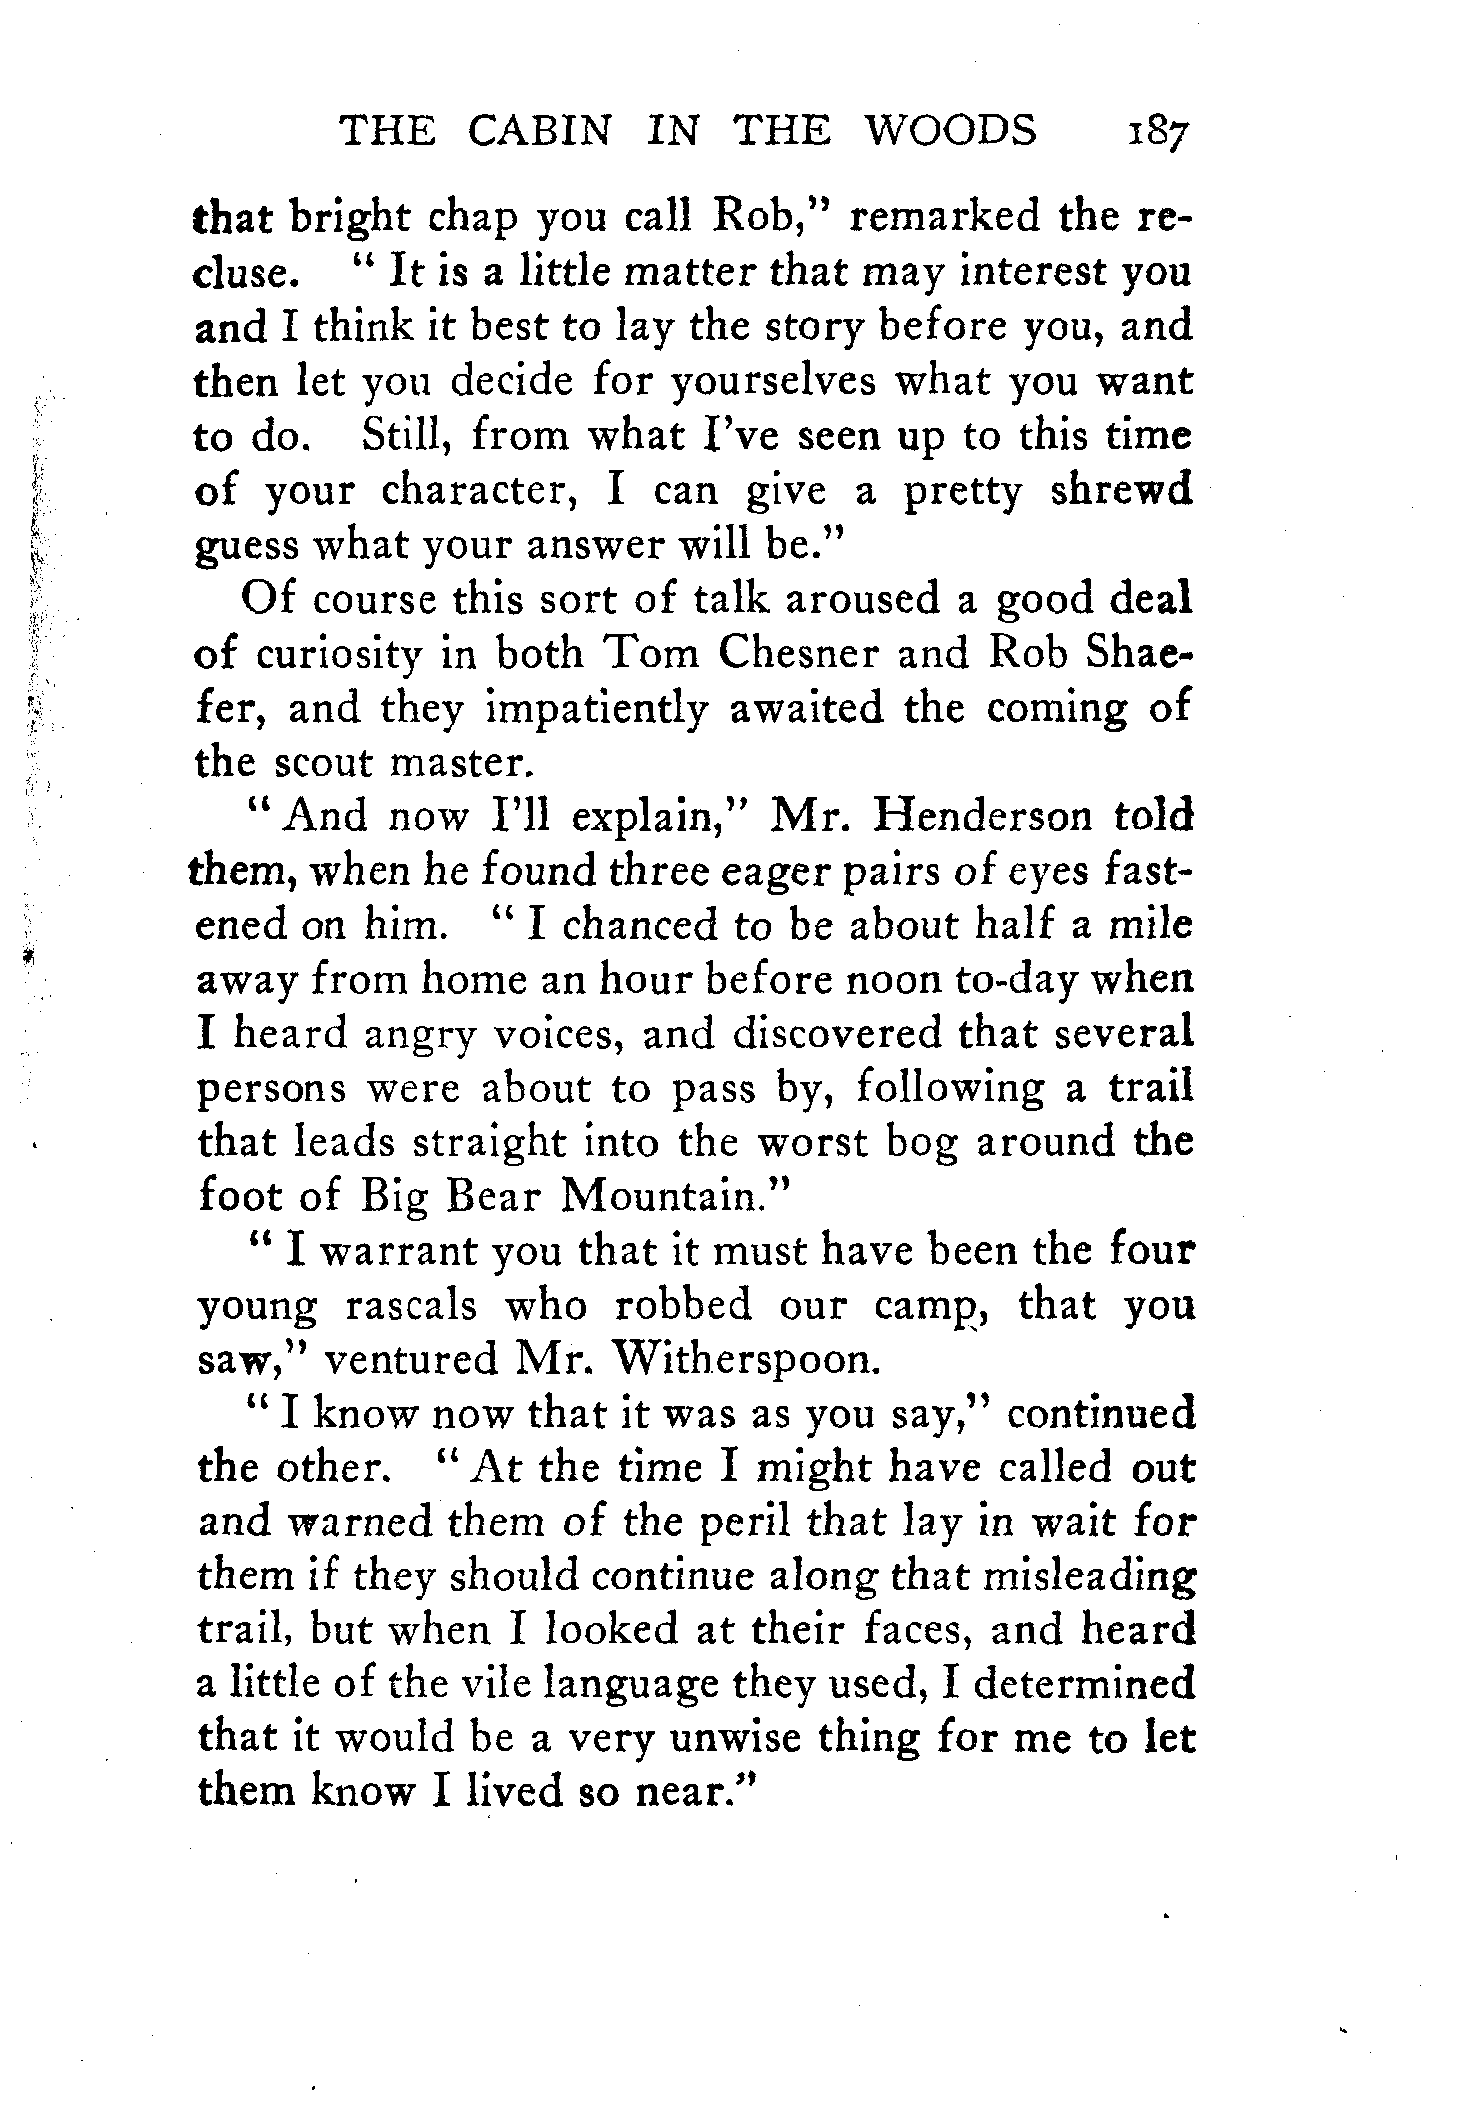 THE CABIN IN THE WOODS 187
that bright chap you call Rob,” remarked the re-
cluse. “ It is a little matter that may interest you
and I think it best to lay the story before you, and
then let you decide for yourselves what you want
to do. Still, from what I’ve seen up to this time
of your character, I can give a pretty shrewd
guess what your answer will be.”
Of course this sort of talk aroused a good deal
of curiosity in both Tom Chesner and Rob Shae-
fer, and they impatiently awaited the coming of
the scout master.
“ And now I’ll explain,” Mr. Henderson told
them, when he found three eager pairs of eyes fast-
ened on him. “ I chanced to be about half a mile
away from home an hour before noon to-day when
I heard angry voices, and discovered that several
persons were about to pass by, following a trail
that leads straight into the worst bog around the
foot of Big Bear Mountain.”
“ I warrant you that it must have been the four
young rascals who robbed our camp, that you
saw,” ventured Mr. Witherspoon.
“ I know now that it was as you say,” continued
the other. “ At the time I might have called out
and warned them of the peril that lay in wait for
them if they should continue along that misleading
trail, but when I looked at their faces, and heard
a little of the vile language they used, I determined
that it would be a very unwise thing for me to let
them know I lived so near.”